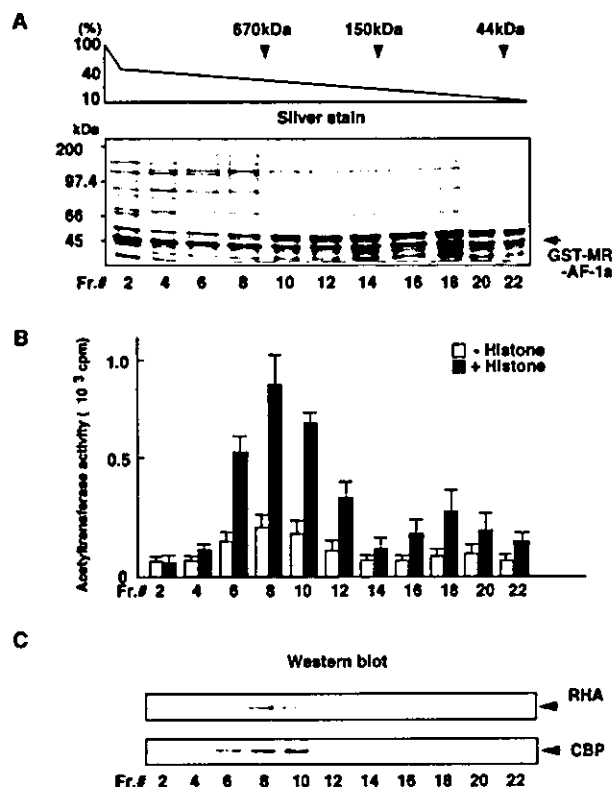 A
(%)
670kDa 150kDa 44kDa
100
40
10
Silver stain
kDa
200
97.4
66
45
GST-MR
-AF-1a
Fr.# 2 4 6 8 10 12 14 16 18 20 22
B
Acetyltransferase activity ( 10 3 cpm)
1.0
0.5
0
- Histone
+ Histone
Fr.# 2 4 6 8 10 12 14 16 18 20 22
C
Western blot
RHA
CBP
Fr.# 2 4 6 8 10 12 14 16 18 20 22